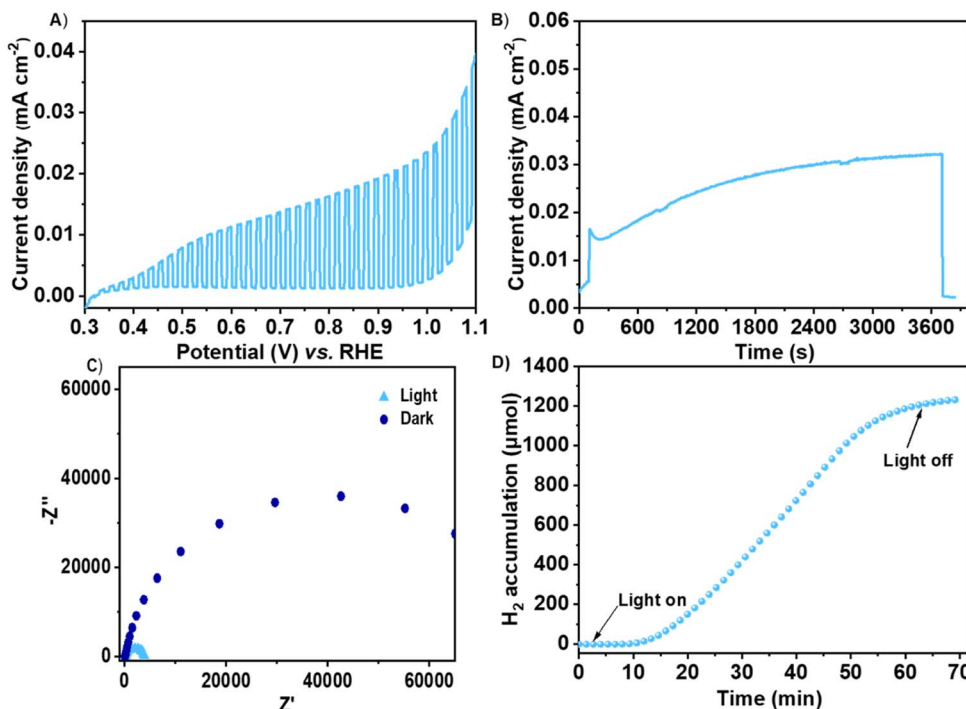 A)
Current density (mA cm⁻²)
0.04
0.03
0.02
0.01
0.00
0.3 0.4 0.5 0.6 0.7 0.8 0.9 1.0 1.1
Potential (V) vs. RHE
B)
Current density (mA cm⁻²)
0.06
0.05
0.04
0.03
0.02
0.01
0.00
0 600 1200 1800 2400 3000 3600
Time (s)
C)
-Z''
60000
40000
20000
0
Light
Dark
0 20000 40000 60000
Z'
D)
H₂ accumulation (µmol)
1400
1200
1000
800
600
400
200
0
Light on
Light off
0 10 20 30 40 50 60 70
Time (min)